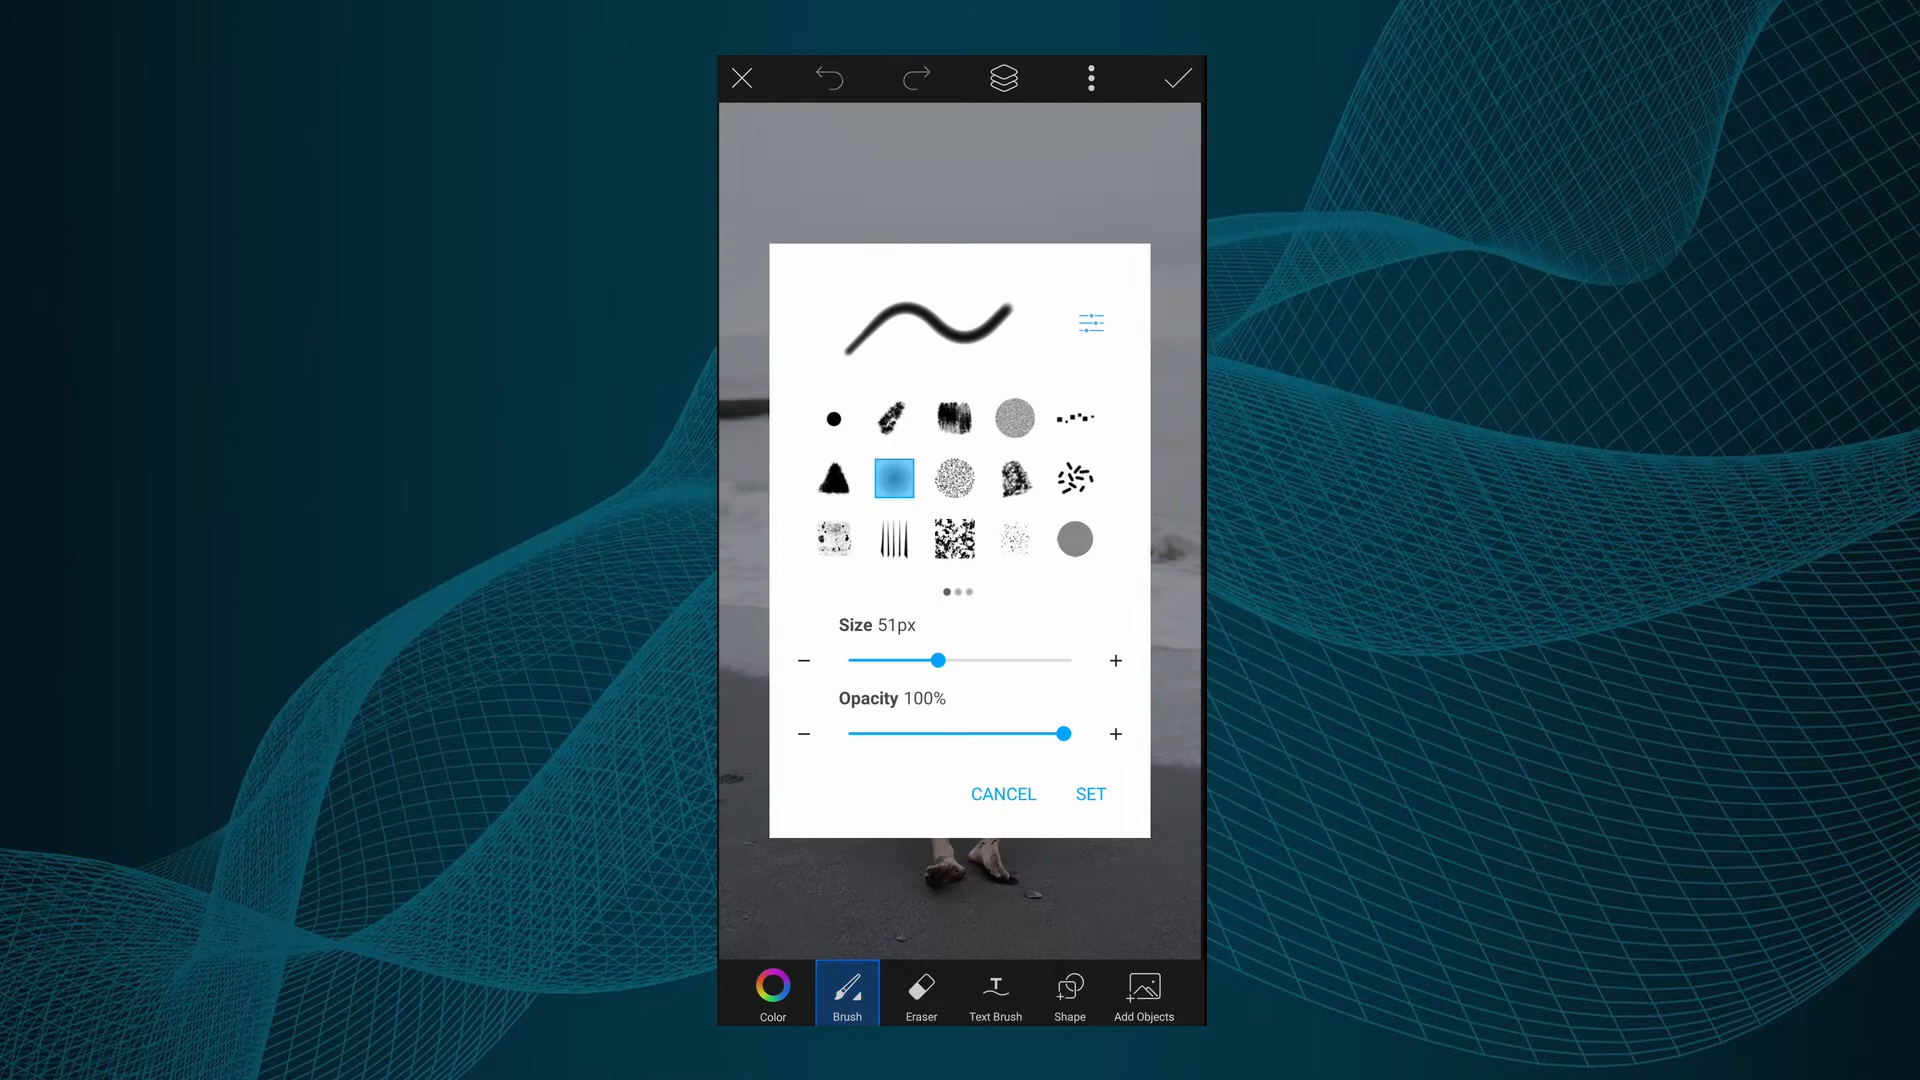 Size 51px
Opacity 100%
CANCEL SET
Color Brush Eraser Text Brush Shape Add Objects